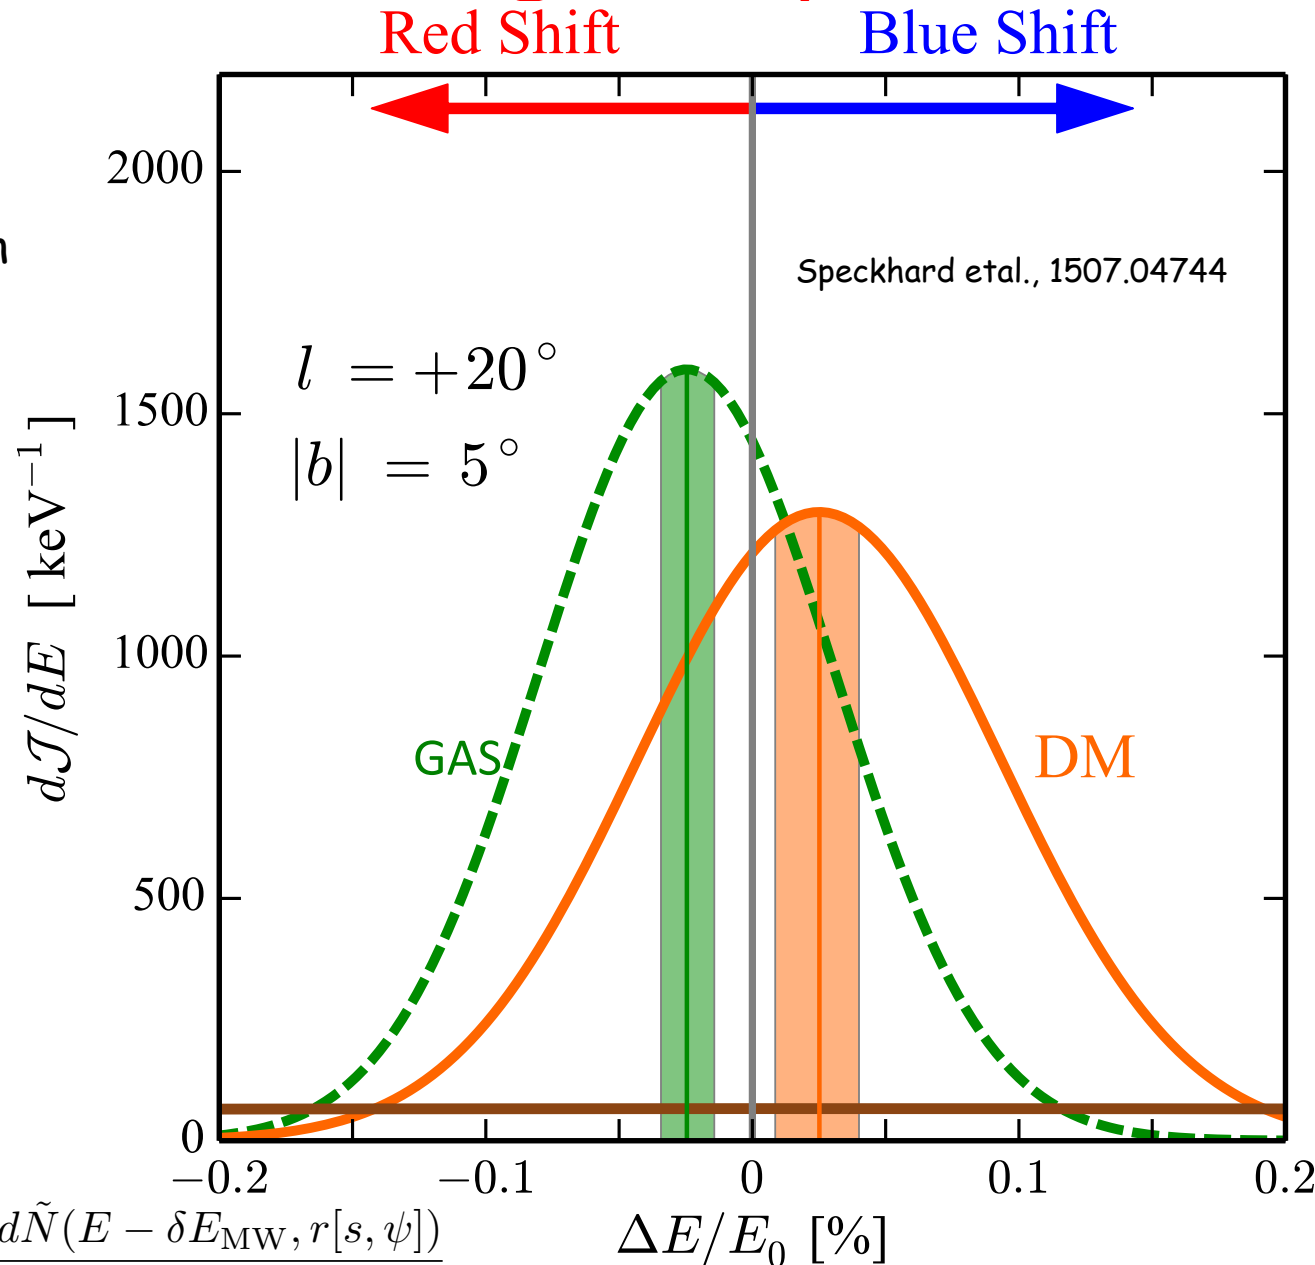 Red Shift
Blue Shift
2000
Speckhard etal., 1507.04744
l = +20°
1500
|b| = 5°
dJ/dE [ keV⁻¹ ]
1000
GAS
DM
500
0
−0.2
−0.1
0
0.1
0.2
dÑ(E − δE_MW, r[s, ψ])
ΔE/E₀ [%]